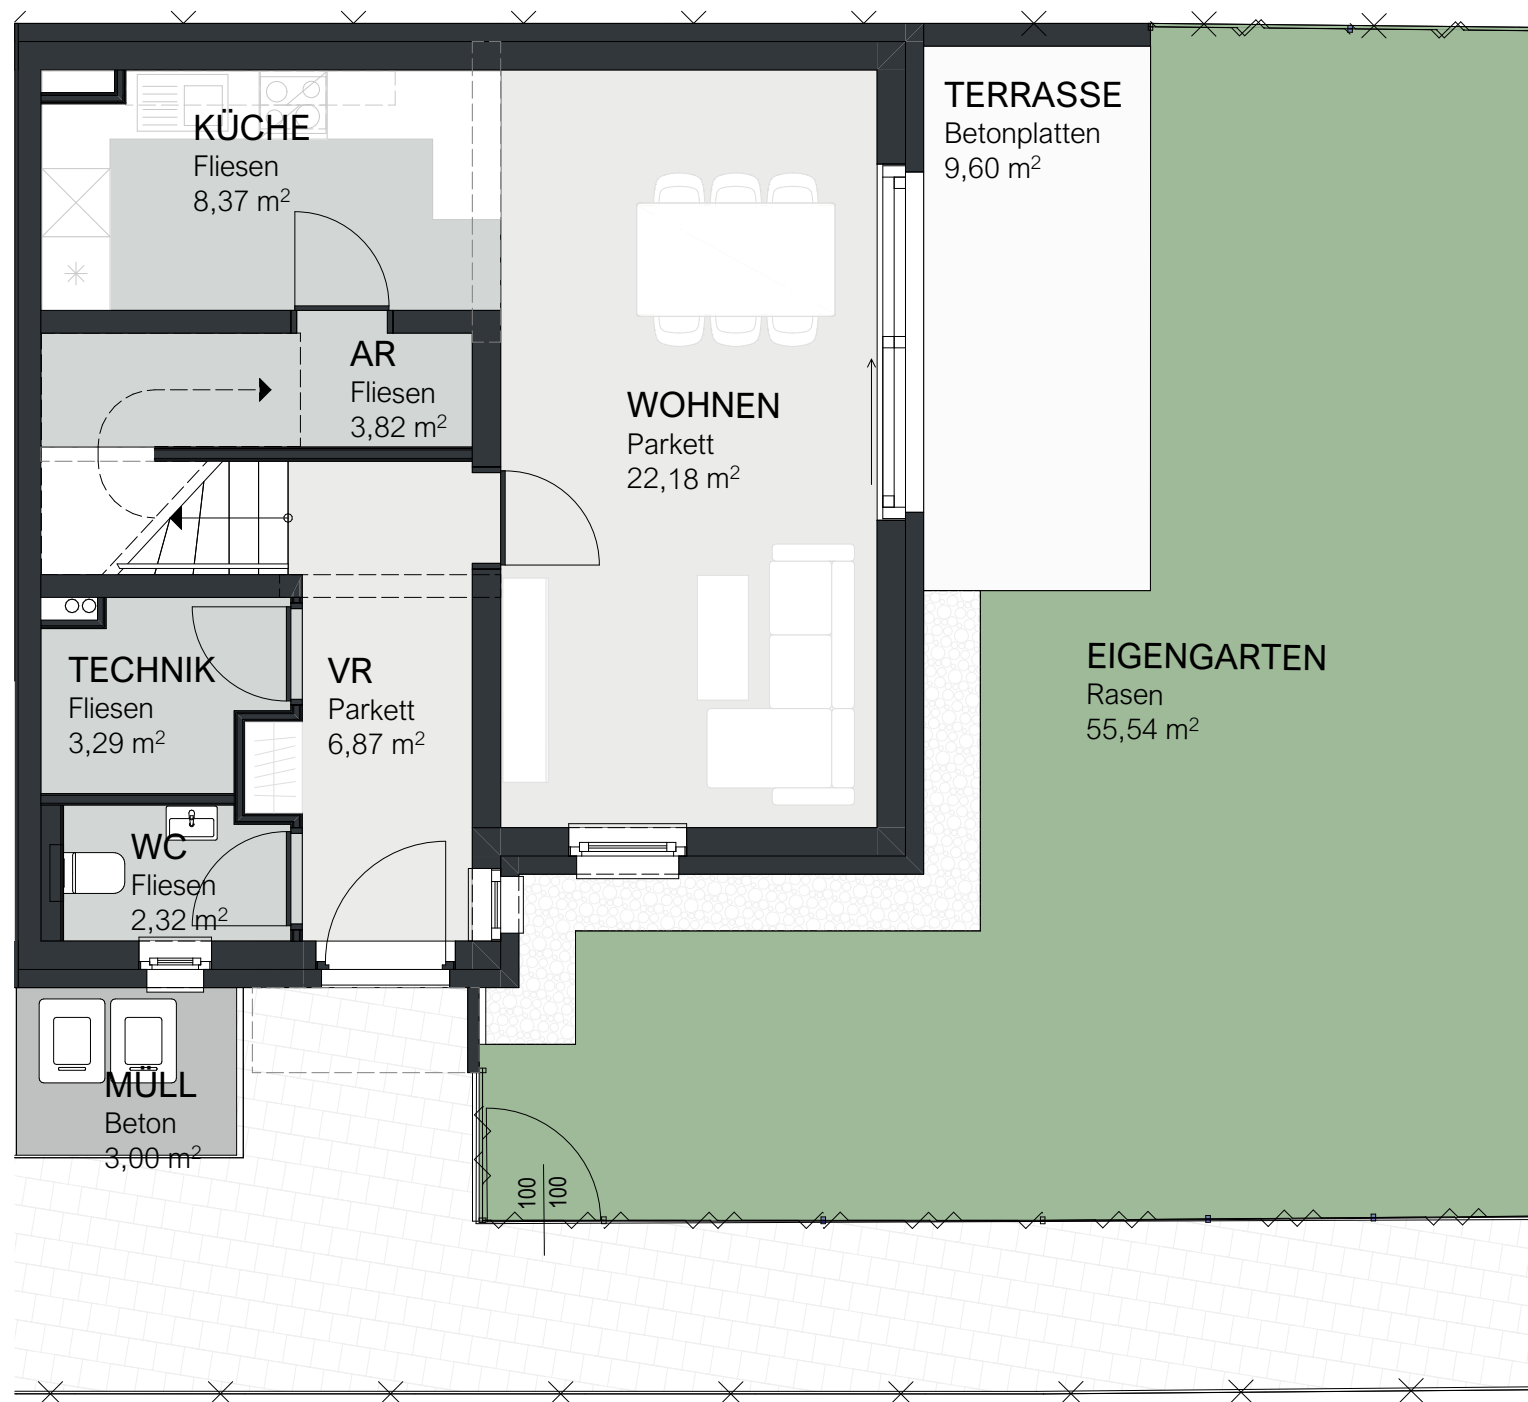 KÜCHE
Fliesen
8,37 m²
TERRASSE
Betonplatten
9,60 m²
AR
Fliesen
3,82 m²
WOHNEN
Parkett
22,18 m²
TECHNIK
Fliesen
3,29 m²
VR
Parkett
6,87 m²
EIGENGARTEN
Rasen
55,54 m²
WC
Fliesen
2,32 m²
MÜLL
Beton
3,00 m²
100
100